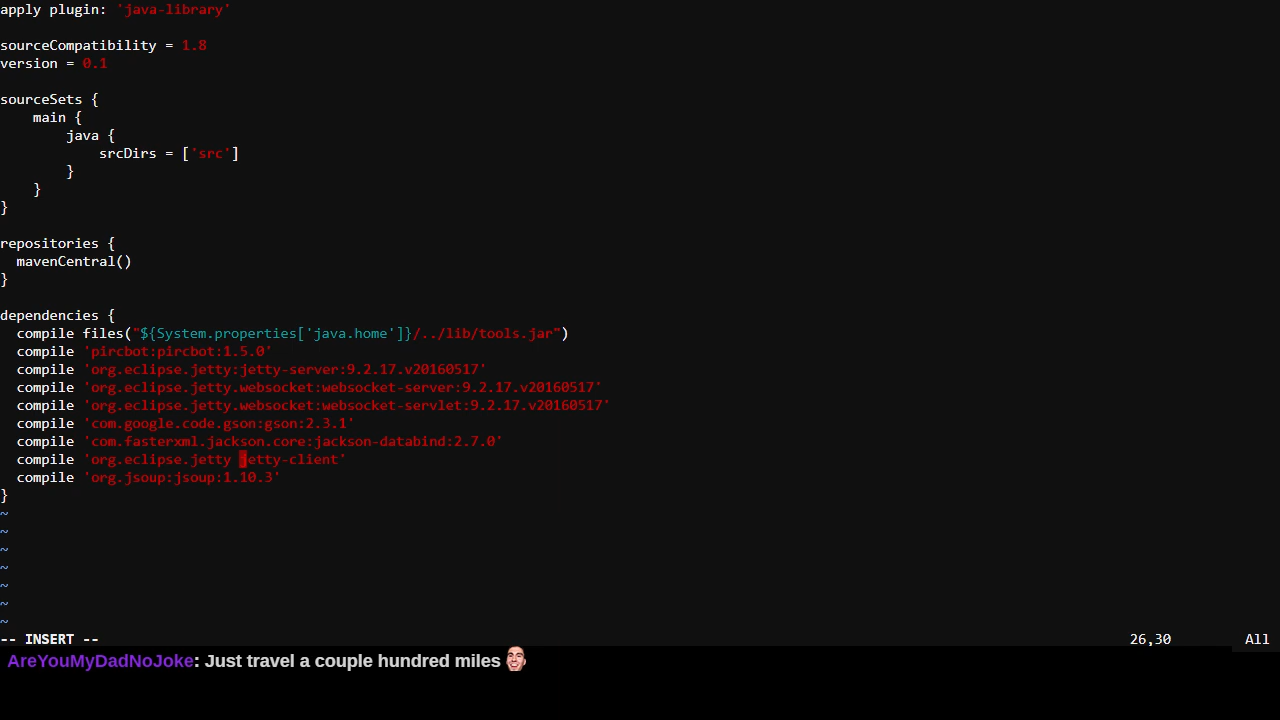 apply plugin: 'java-library'
sourceCompatibility = 1.8
version = 0.1
sourceSets {
    main {
        java {
            srcDirs = ['src']
        }
    }
}
repositories {
  mavenCentral()
}
dependencies {
  compile files("${System.properties['java.home']}/../lib/tools.jar")
  compile 'pircbot:pircbot:1.5.0'
  compile 'org.eclipse.jetty:jetty-server:9.2.17.v20160517'
  compile 'org.eclipse.jetty.websocket:websocket-server:9.2.17.v20160517'
  compile 'org.eclipse.jetty.websocket:websocket-servlet:9.2.17.v20160517'
  compile 'com.google.code.gson:gson:2.3.1'
  compile 'com.fasterxml.jackson.core:jackson-databind:2.7.0'
  compile 'org.eclipse.jetty jetty-client'
  compile 'org.jsoup:jsoup:1.10.3'
}
~
~
~
~
~
~
~
-- INSERT -- 26,30 All
AreYouMyDadNoJoke: Just travel a couple hundred miles